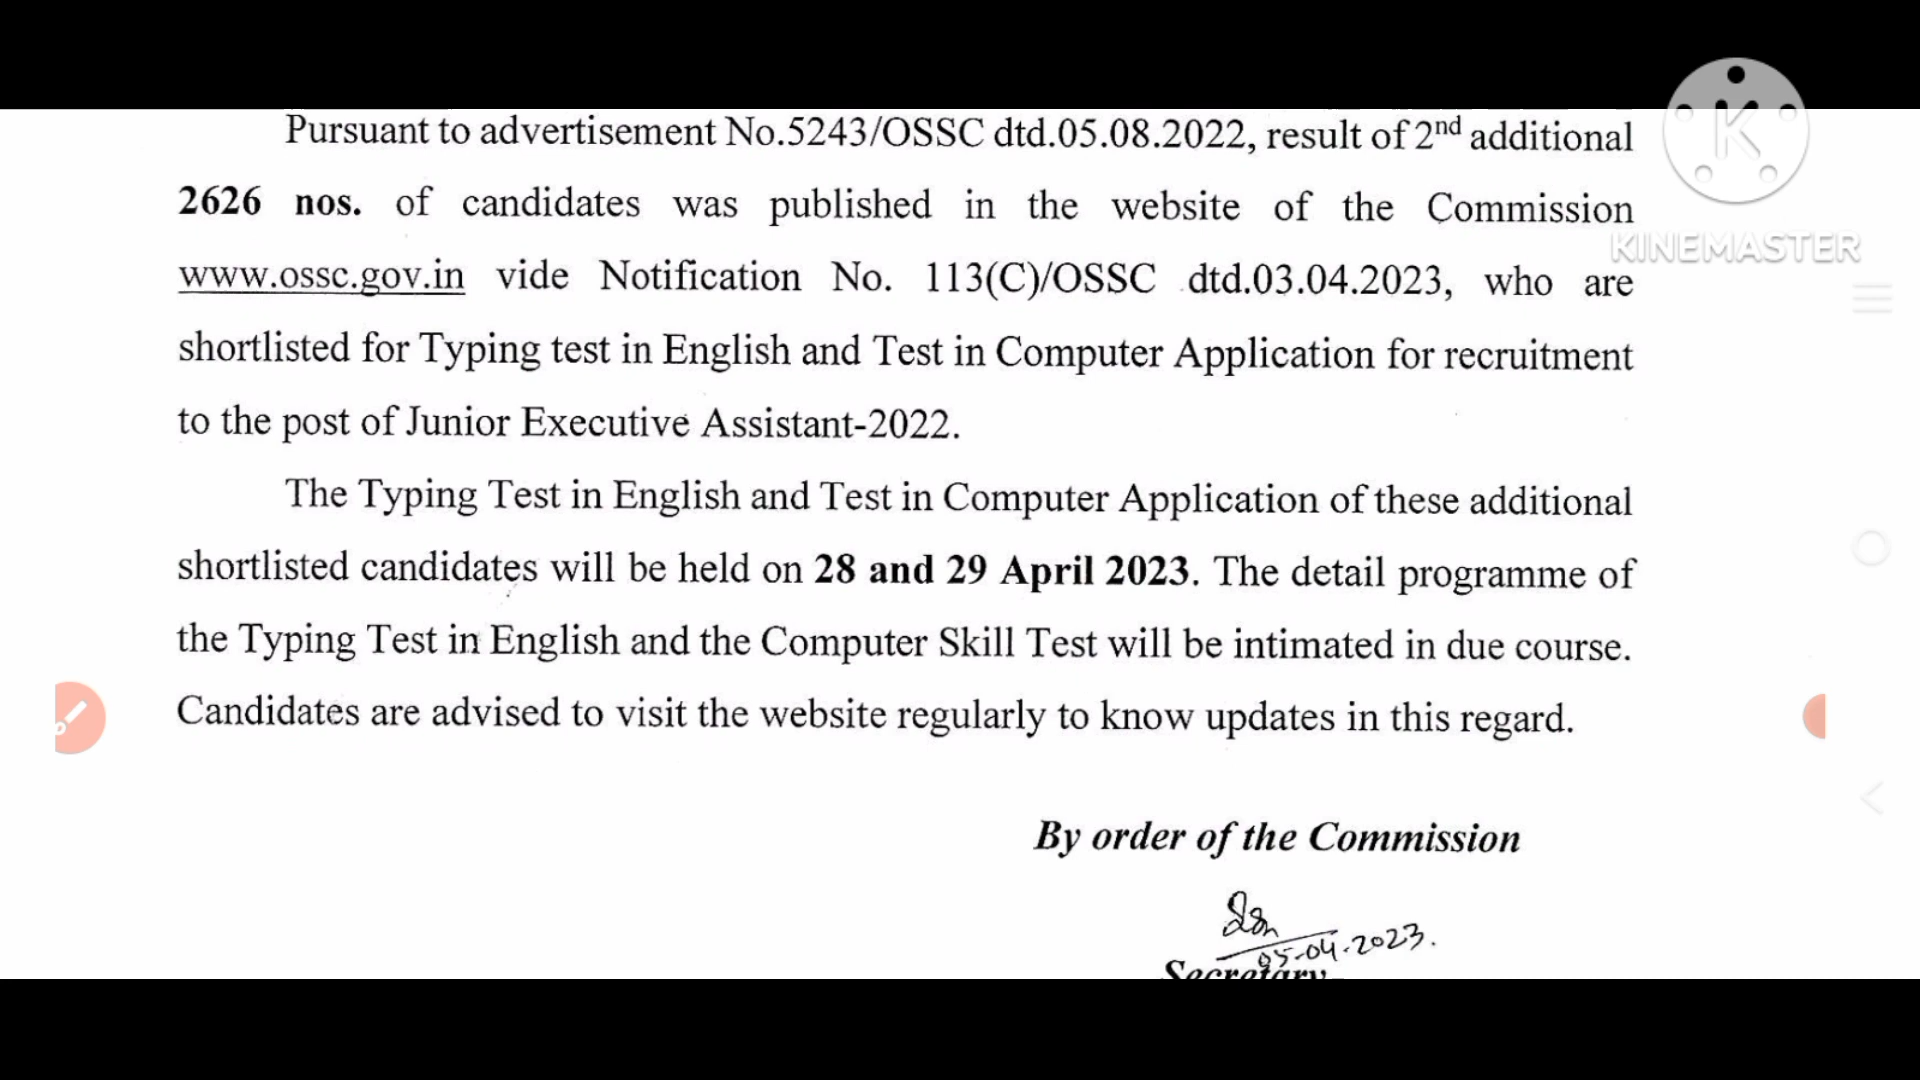 Pursuant to advertisement No.5243/OSSC dtd.05.08.2022, result of 2nd additional
2626 nos. of candidates was published in the website of the Commission
www.ossc.gov.in vide Notification No. 113(C)/OSSC dtd.03.04.2023, who are
shortlisted for Typing test in English and Test in Computer Application for recruitment
to the post of Junior Executive Assistant-2022.
The Typing Test in English and Test in Computer Application of these additional
shortlisted candidates will be held on 28 and 29 April 2023. The detail programme of
the Typing Test in English and the Computer Skill Test will be intimated in due course.
Candidates are advised to visit the website regularly to know updates in this regard.
By order of the Commission
05-04-2023.
Secretary
K
KINEMASTER